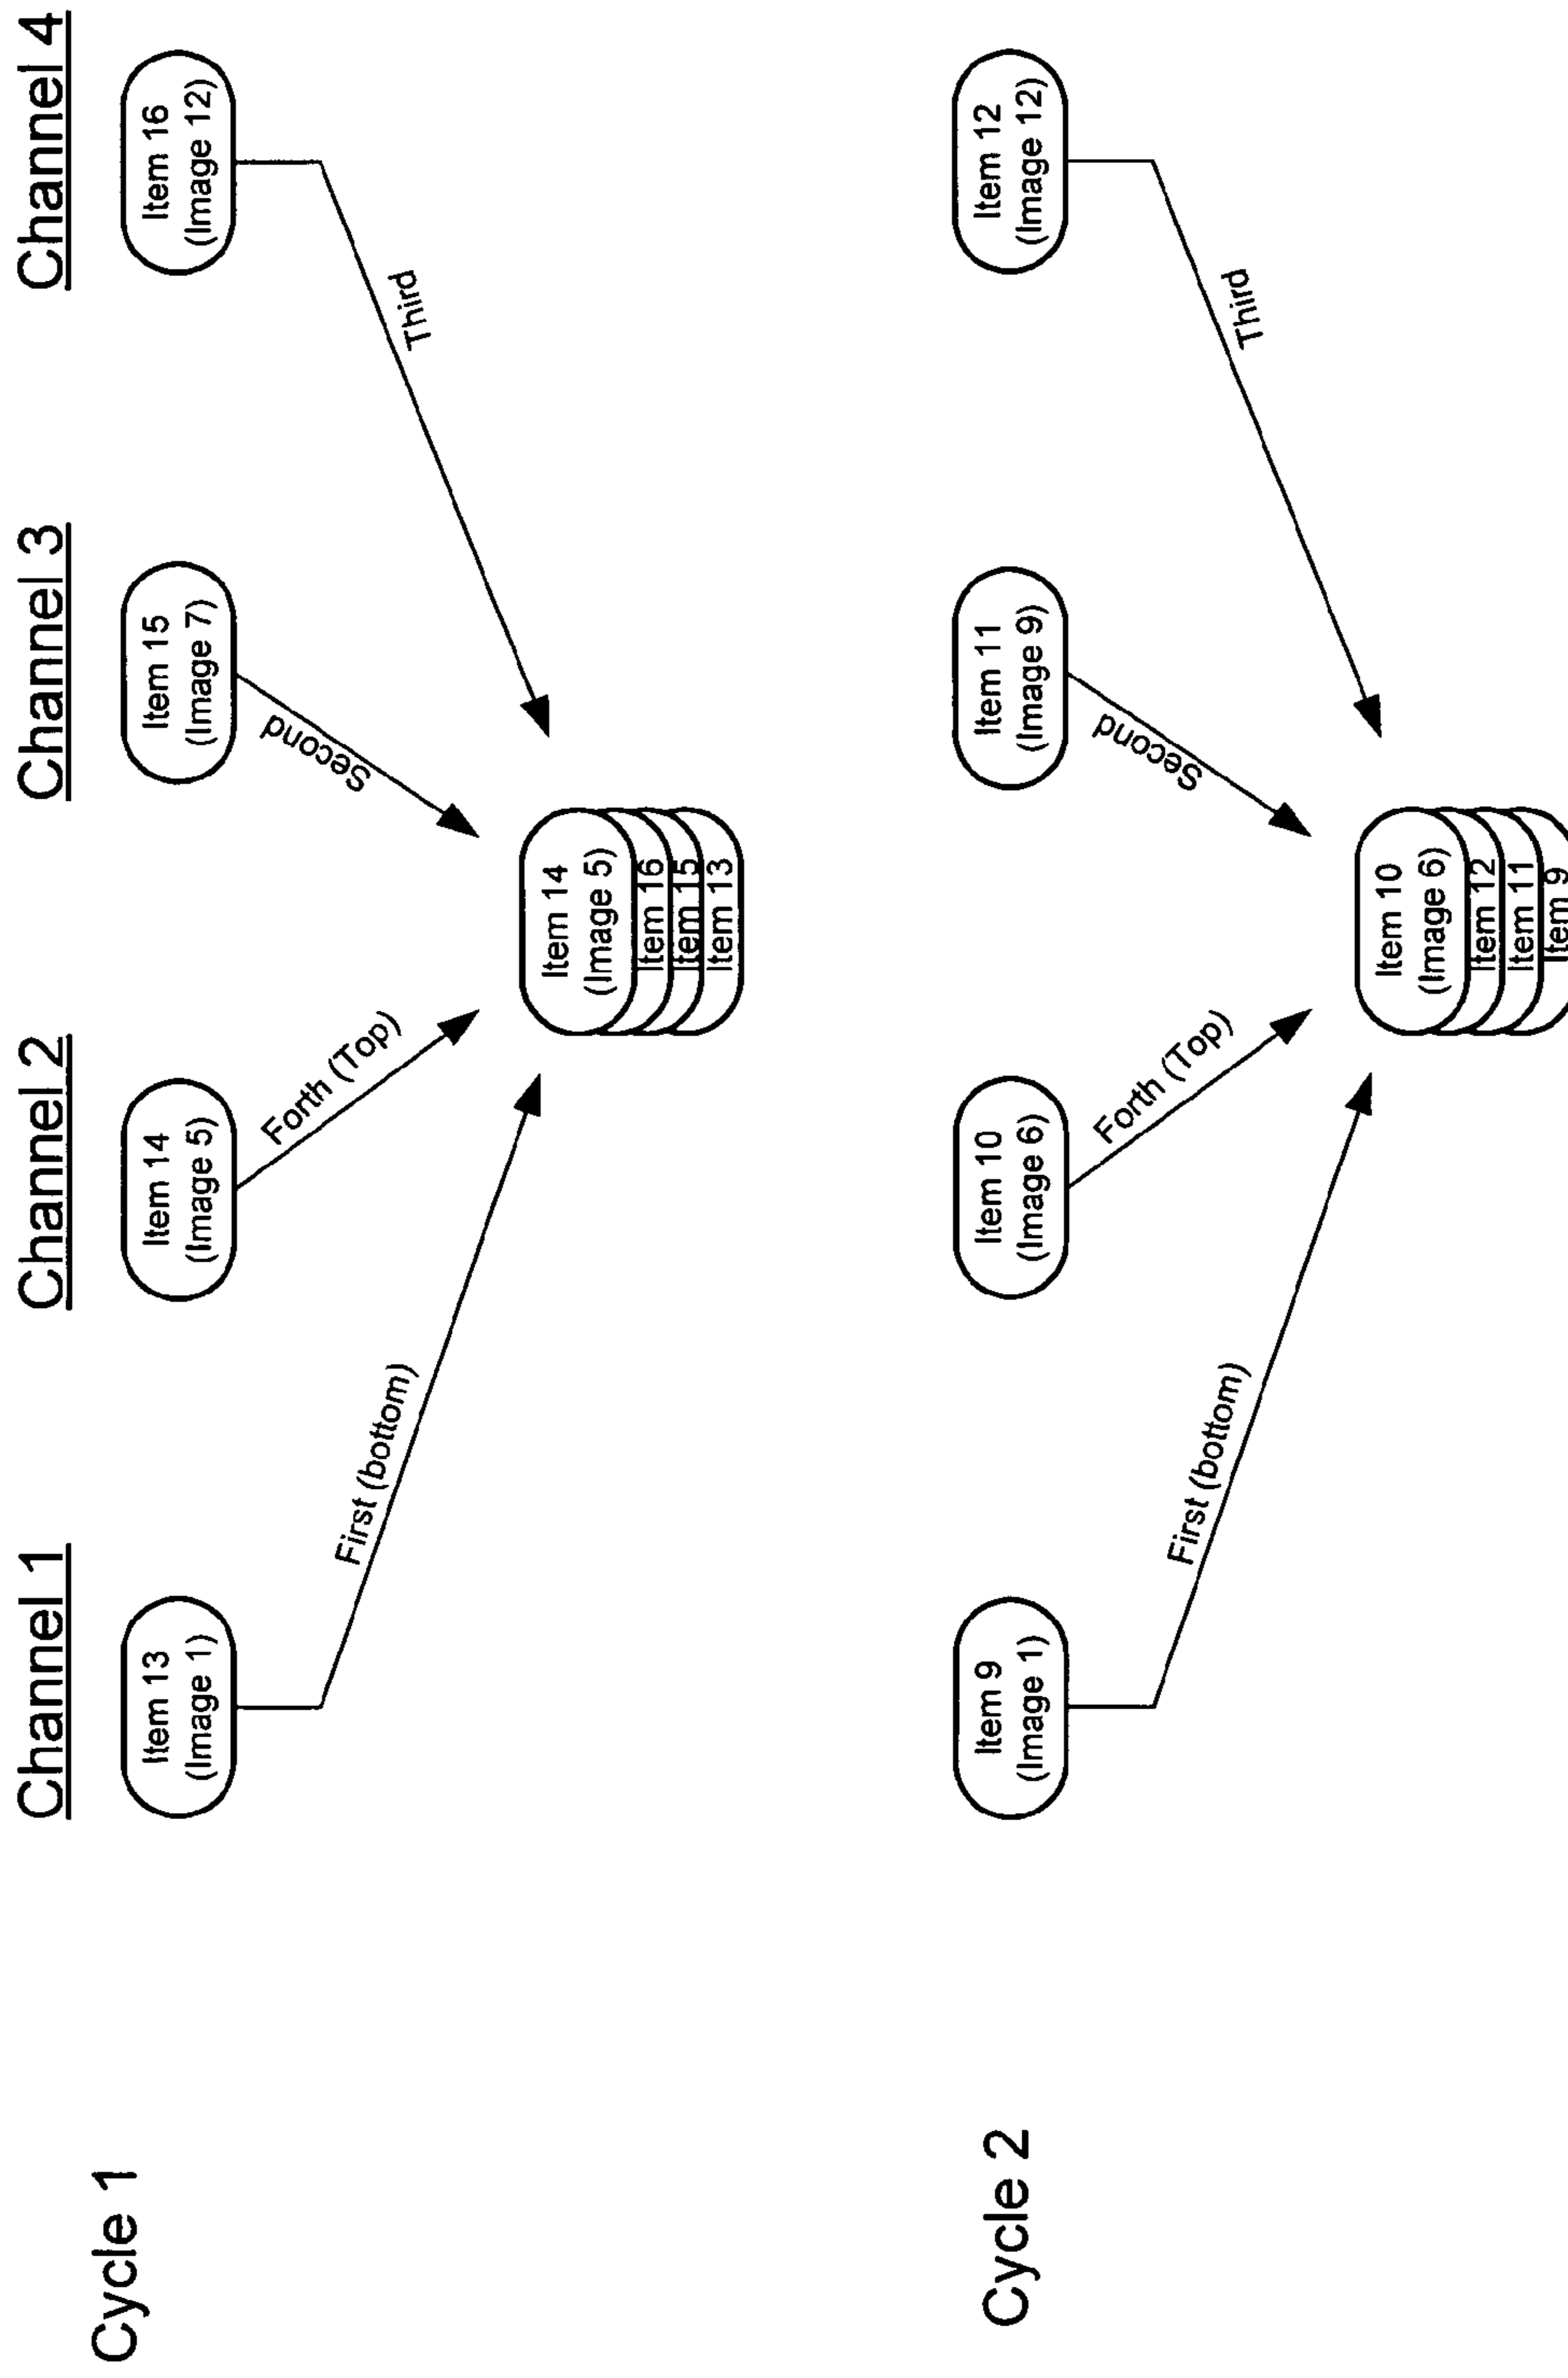 Channel 1
Channel 2
Channel 3
Channel 4
Cycle 1
Item 13
(Image 1)
Item 14
(Image 5)
Item 15
(Image 7)
Item 16
(Image 12)
First (bottom)
Forth (Top)
Second
Third
Item 14
(Image 5)
Item 16
Item 15
Item 13
Cycle 2
Item 9
(Image 1)
Item 10
(Image 6)
Item 11
(Image 9)
Item 12
(Image 12)
First (bottom)
Forth (Top)
Second
Third
Item 10
(Image 6)
Item 12
Item 11
Item 9